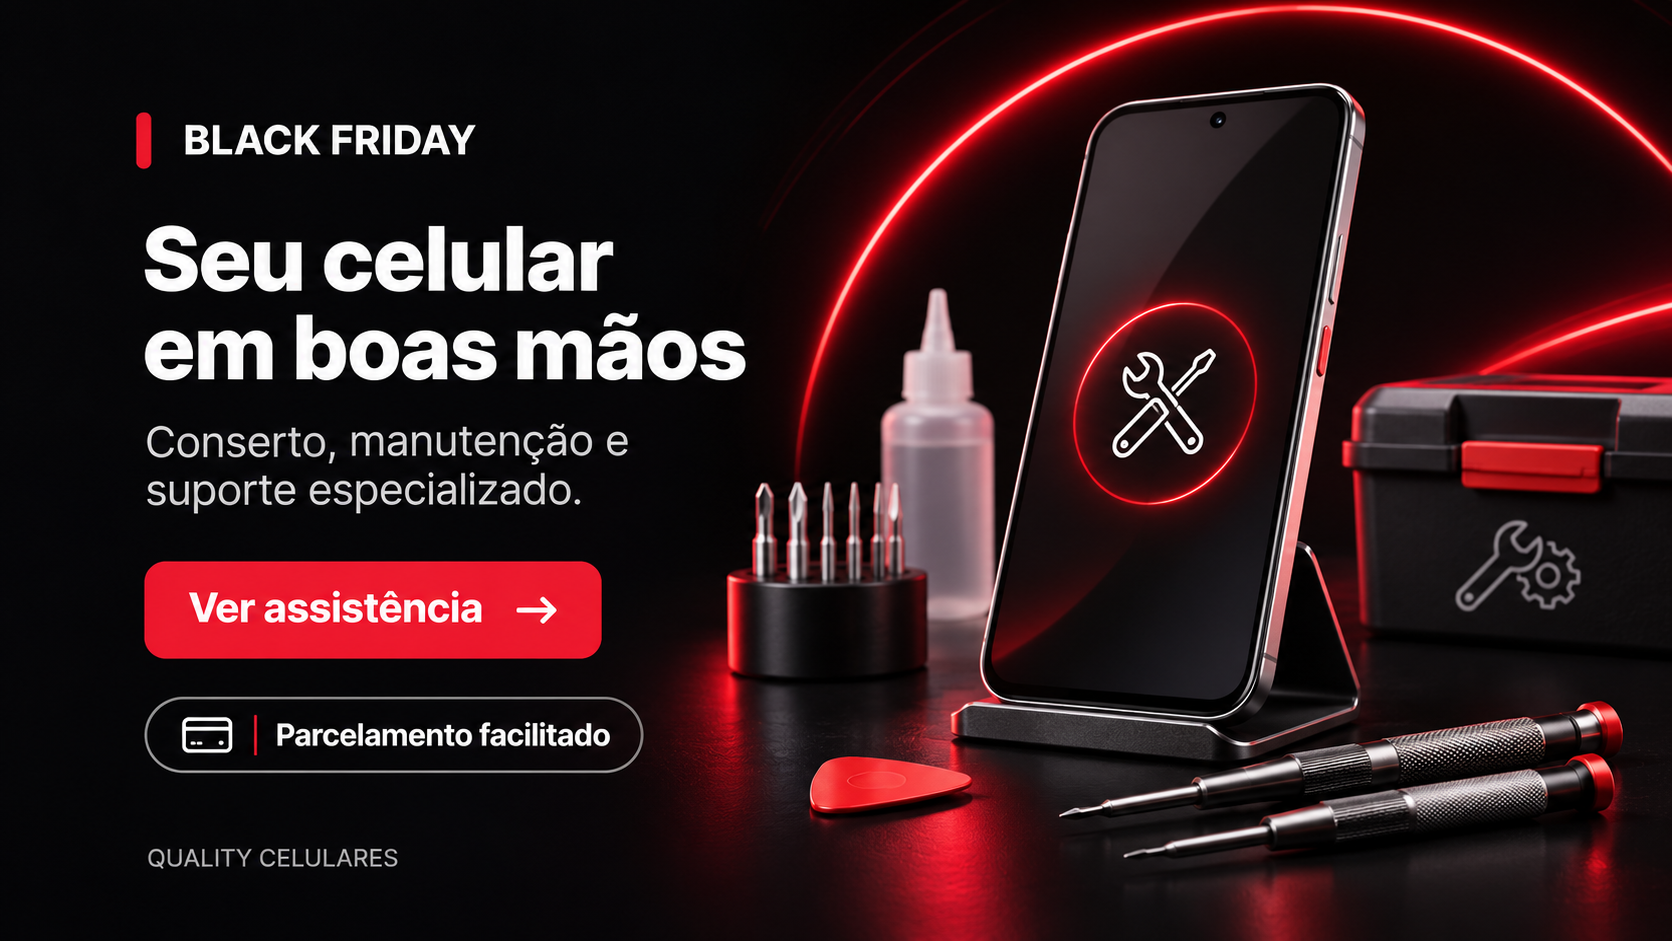 BLACK FRIDAY
Seu celular
em boas mãos
Conserto, manutenção e
suporte especializado.
Ver assistência →
Parcelamento facilitado
QUALITY CELULARES